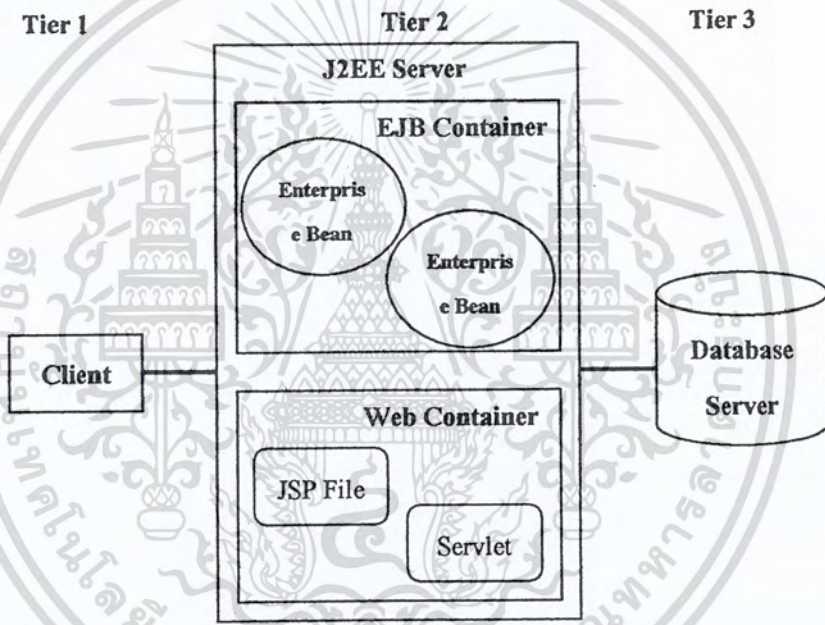 Tier 1
Tier 2
Tier 3
J2EE Server
EJB Container
Enterpris
e Bean
Enterpris
e Bean
Client
Database
Server
Web Container
JSP File
Servlet